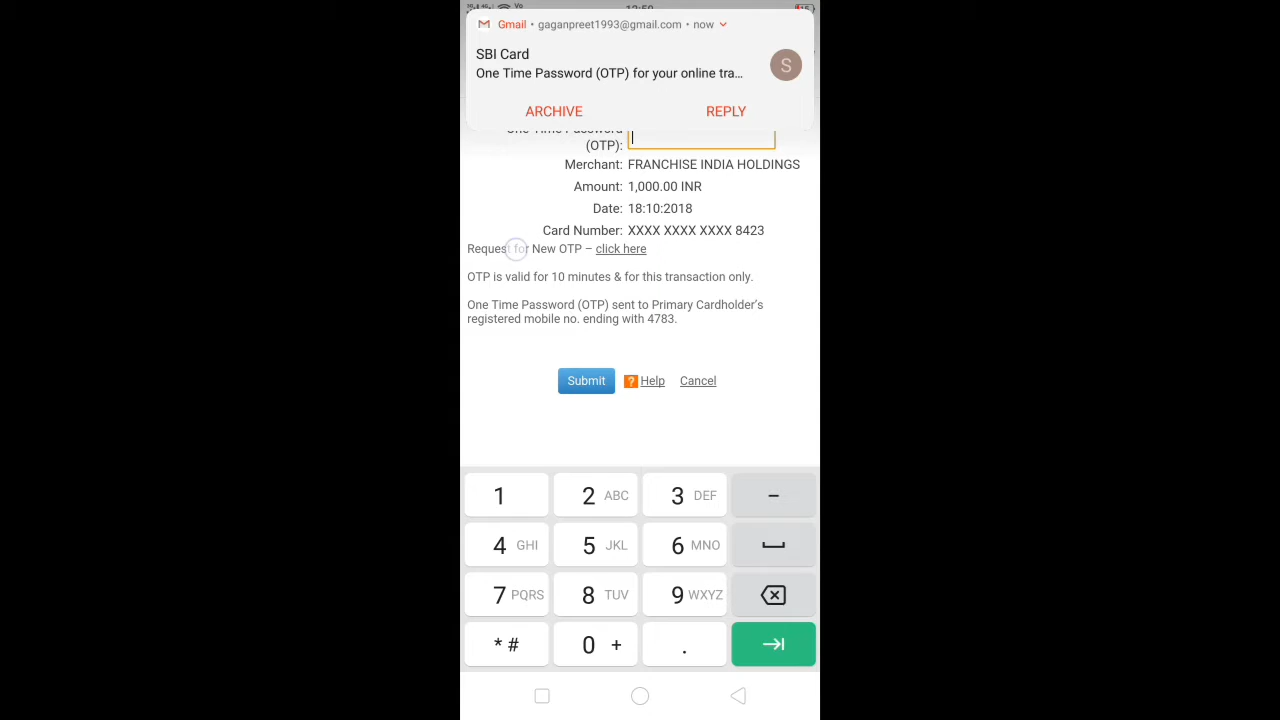 Gmail • gaganpreet1993@gmail.com • now
SBI Card
One Time Password (OTP) for your online tra...
S
ARCHIVE REPLY
(OTP):
Merchant: FRANCHISE INDIA HOLDINGS
Amount: 1,000.00 INR
Date: 18:10:2018
Card Number: XXXX XXXX XXXX 8423
Request for New OTP – click here
OTP is valid for 10 minutes & for this transaction only.
One Time Password (OTP) sent to Primary Cardholder's
registered mobile no. ending with 4783.
Submit ? Help Cancel
1 2 ABC 3 DEF –
4 GHI 5 JKL 6 MNO
7 PQRS 8 TUV 9 WXYZ
* # 0 + .